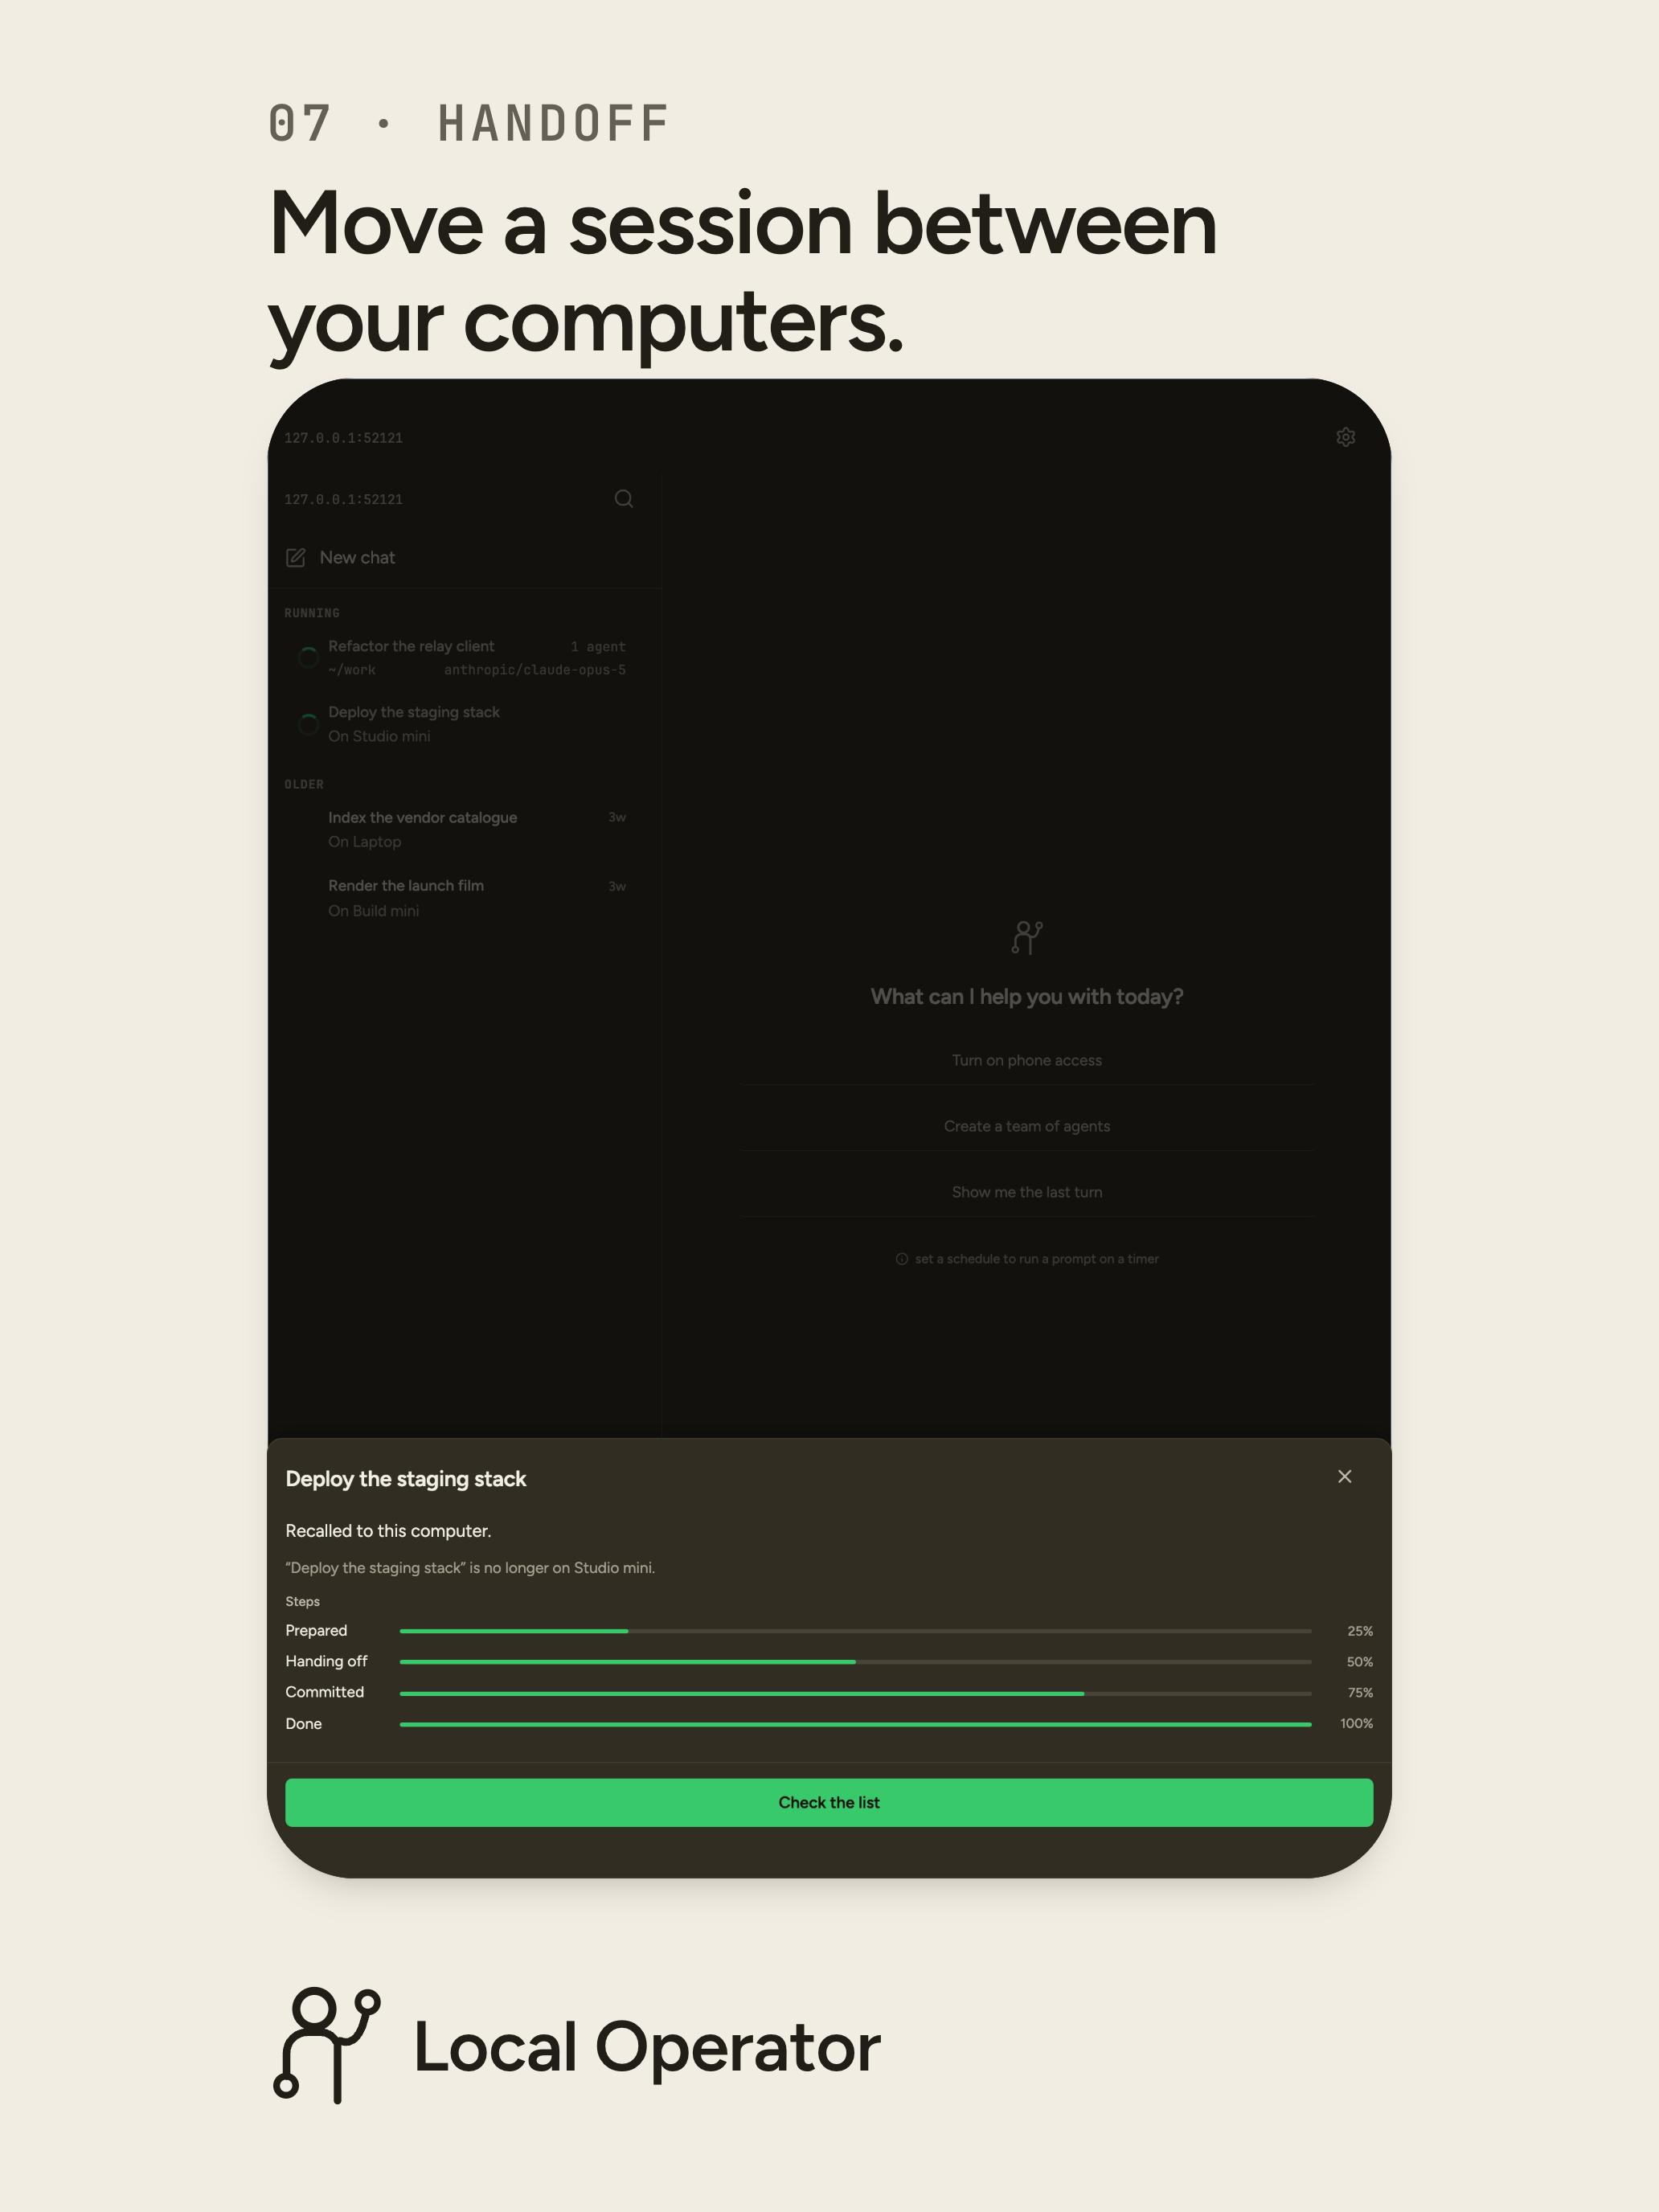 07 · HANDOFF
Move a session between
your computers.
127.0.0.1:52121
127.0.0.1:52121
New chat
RUNNING
Refactor the relay client 1 agent
~/work anthropic/claude-opus-5
Deploy the staging stack
On Studio mini
OLDER
Index the vendor catalogue 3w
On Laptop
Render the launch film 3w
On Build mini
What can I help you with today?
Turn on phone access
Create a team of agents
Show me the last turn
set a schedule to run a prompt on a timer
Deploy the staging stack
Recalled to this computer.
“Deploy the staging stack” is no longer on Studio mini.
Steps
Prepared 25%
Handing off 50%
Committed 75%
Done 100%
Check the list
Local Operator